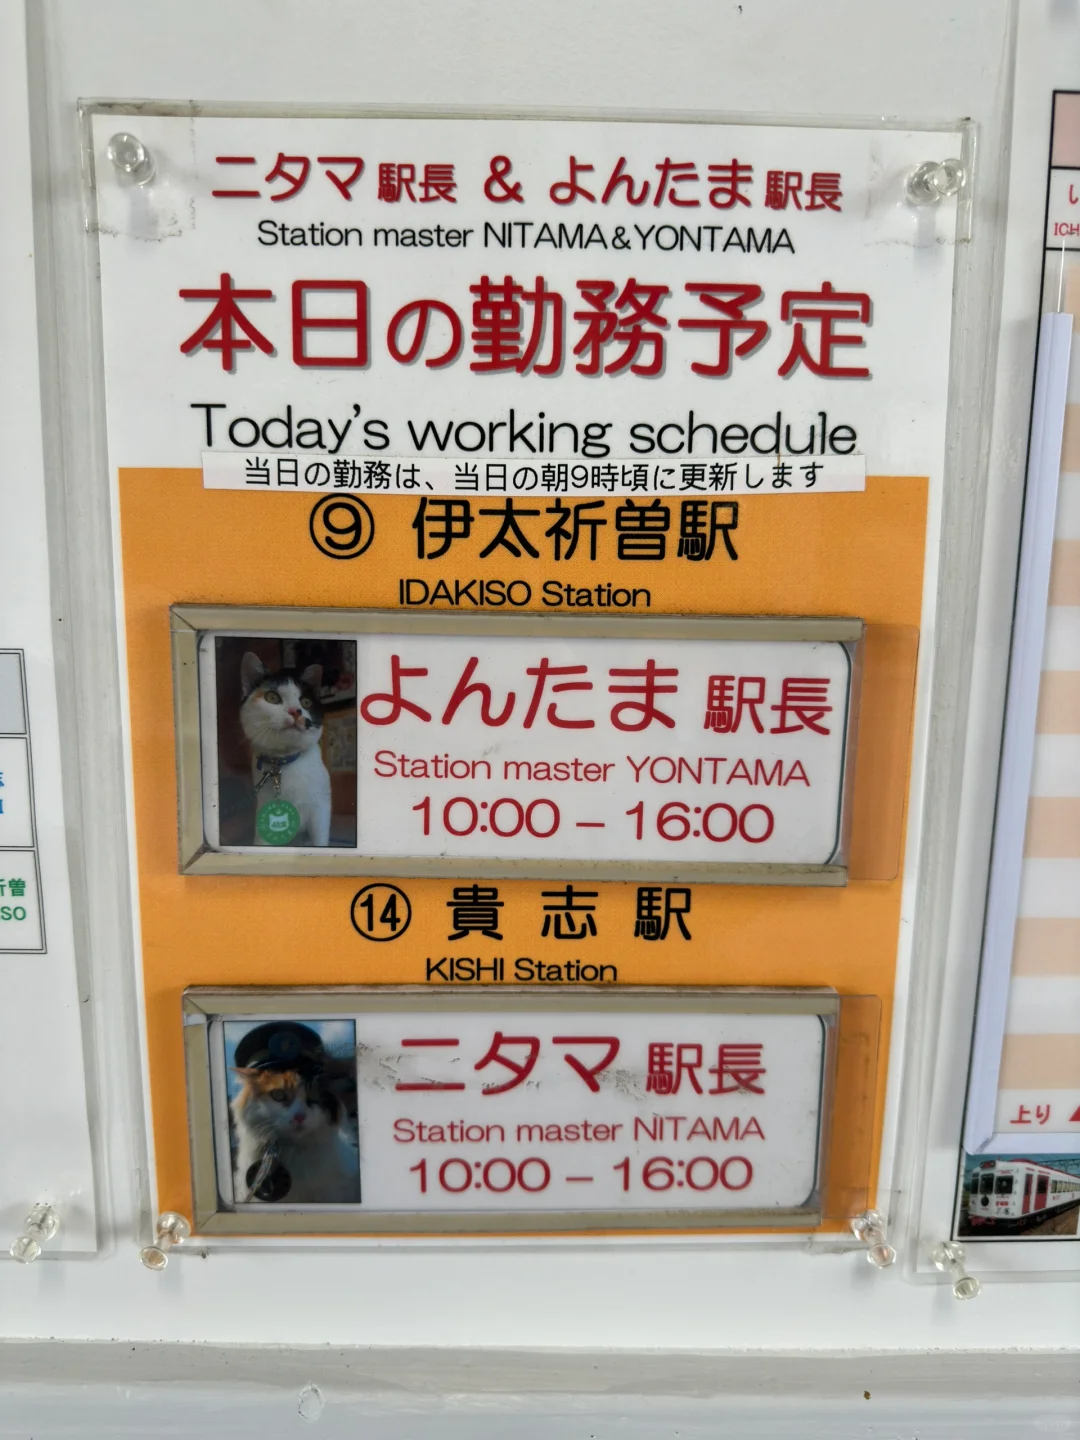 ニタマ 駅長 & よんたま 駅長
Station master NITAMA&YONTAMA
本日の勤務予定
Today's working schedule
当日の勤務は、当日の朝9時頃に更新します
⑨ 伊太祈曽駅
IDAKISO Station
よんたま 駅長
Station master YONTAMA
10:00 – 16:00
⑭ 貴志駅
KISHI Station
ニタマ 駅長
Station master NITAMA
10:00 – 16:00
祈曽
SO
ICH
上り